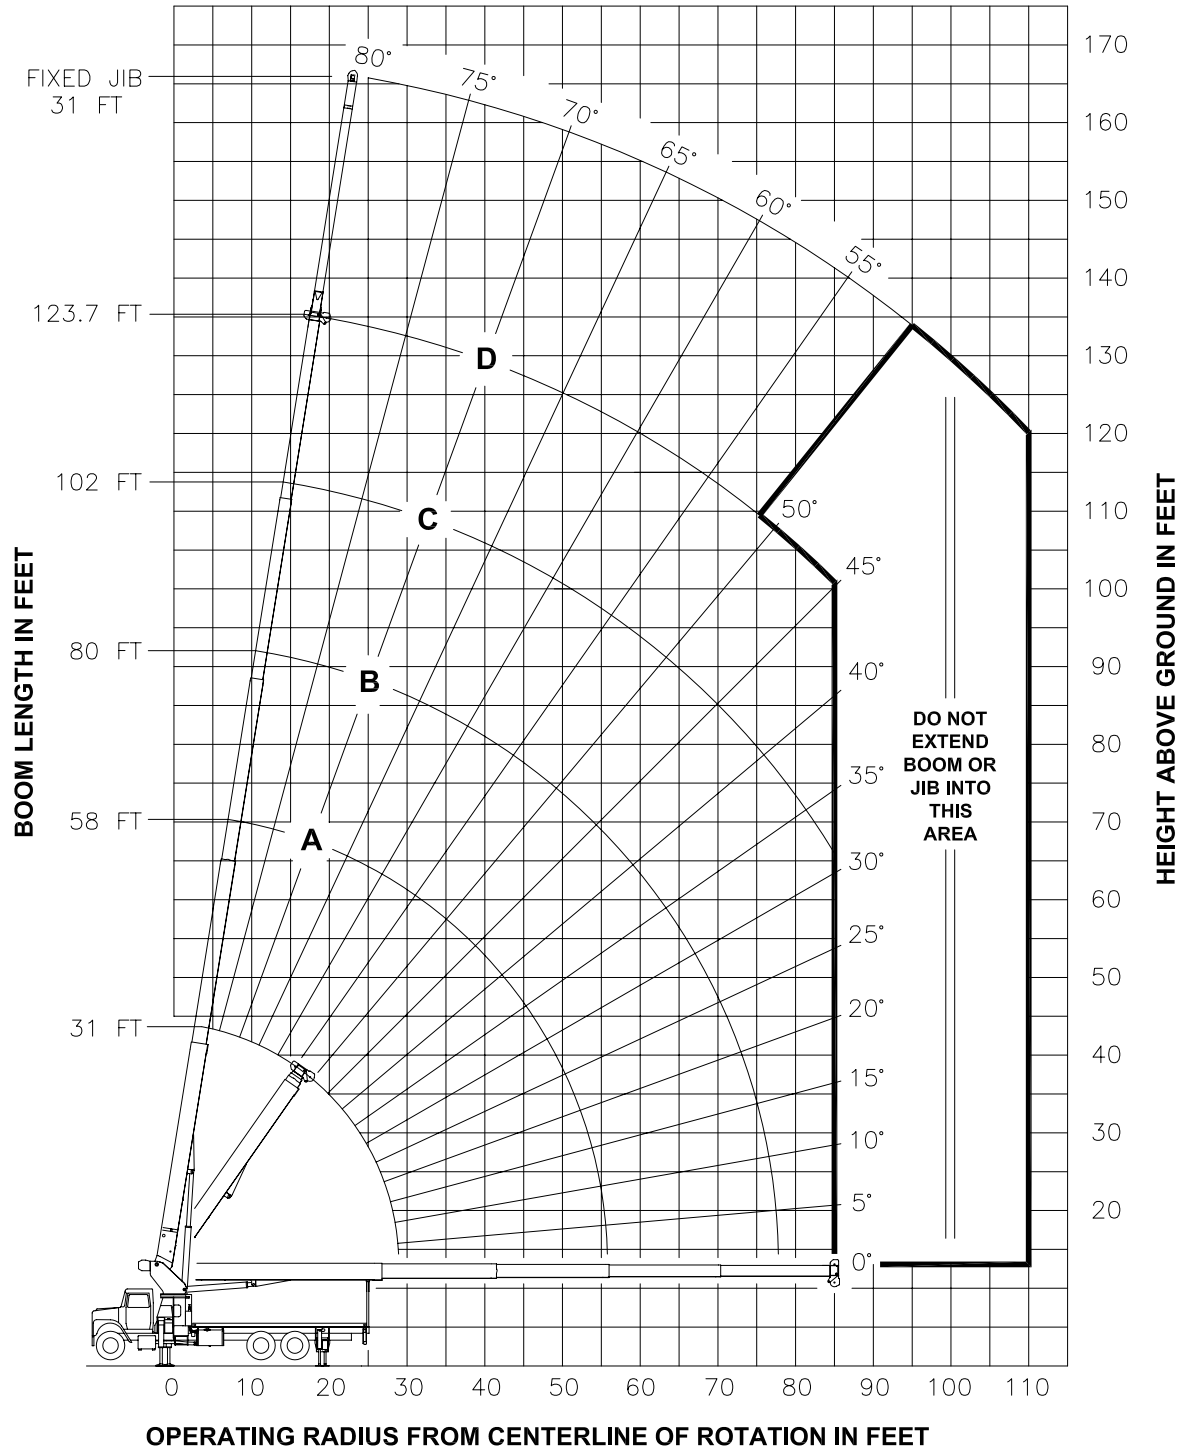 170
80°
FIXED JIB
31 FT
75°
70°
160
65°
60°
150
55°
140
123.7 FT
130
D
120
102 FT
C
50°
110
45°
100
80 FT
B
40°
90
DO NOT
EXTEND
BOOM OR
JIB INTO
THIS
AREA
35°
80
58 FT
A
70
30°
60
25°
50
20°
31 FT
40
15°
30
10°
5°
20
0°
BOOM LENGTH IN FEET
HEIGHT ABOVE GROUND IN FEET
0 10 20 30 40 50 60 70 80 90 100 110
OPERATING RADIUS FROM CENTERLINE OF ROTATION IN FEET